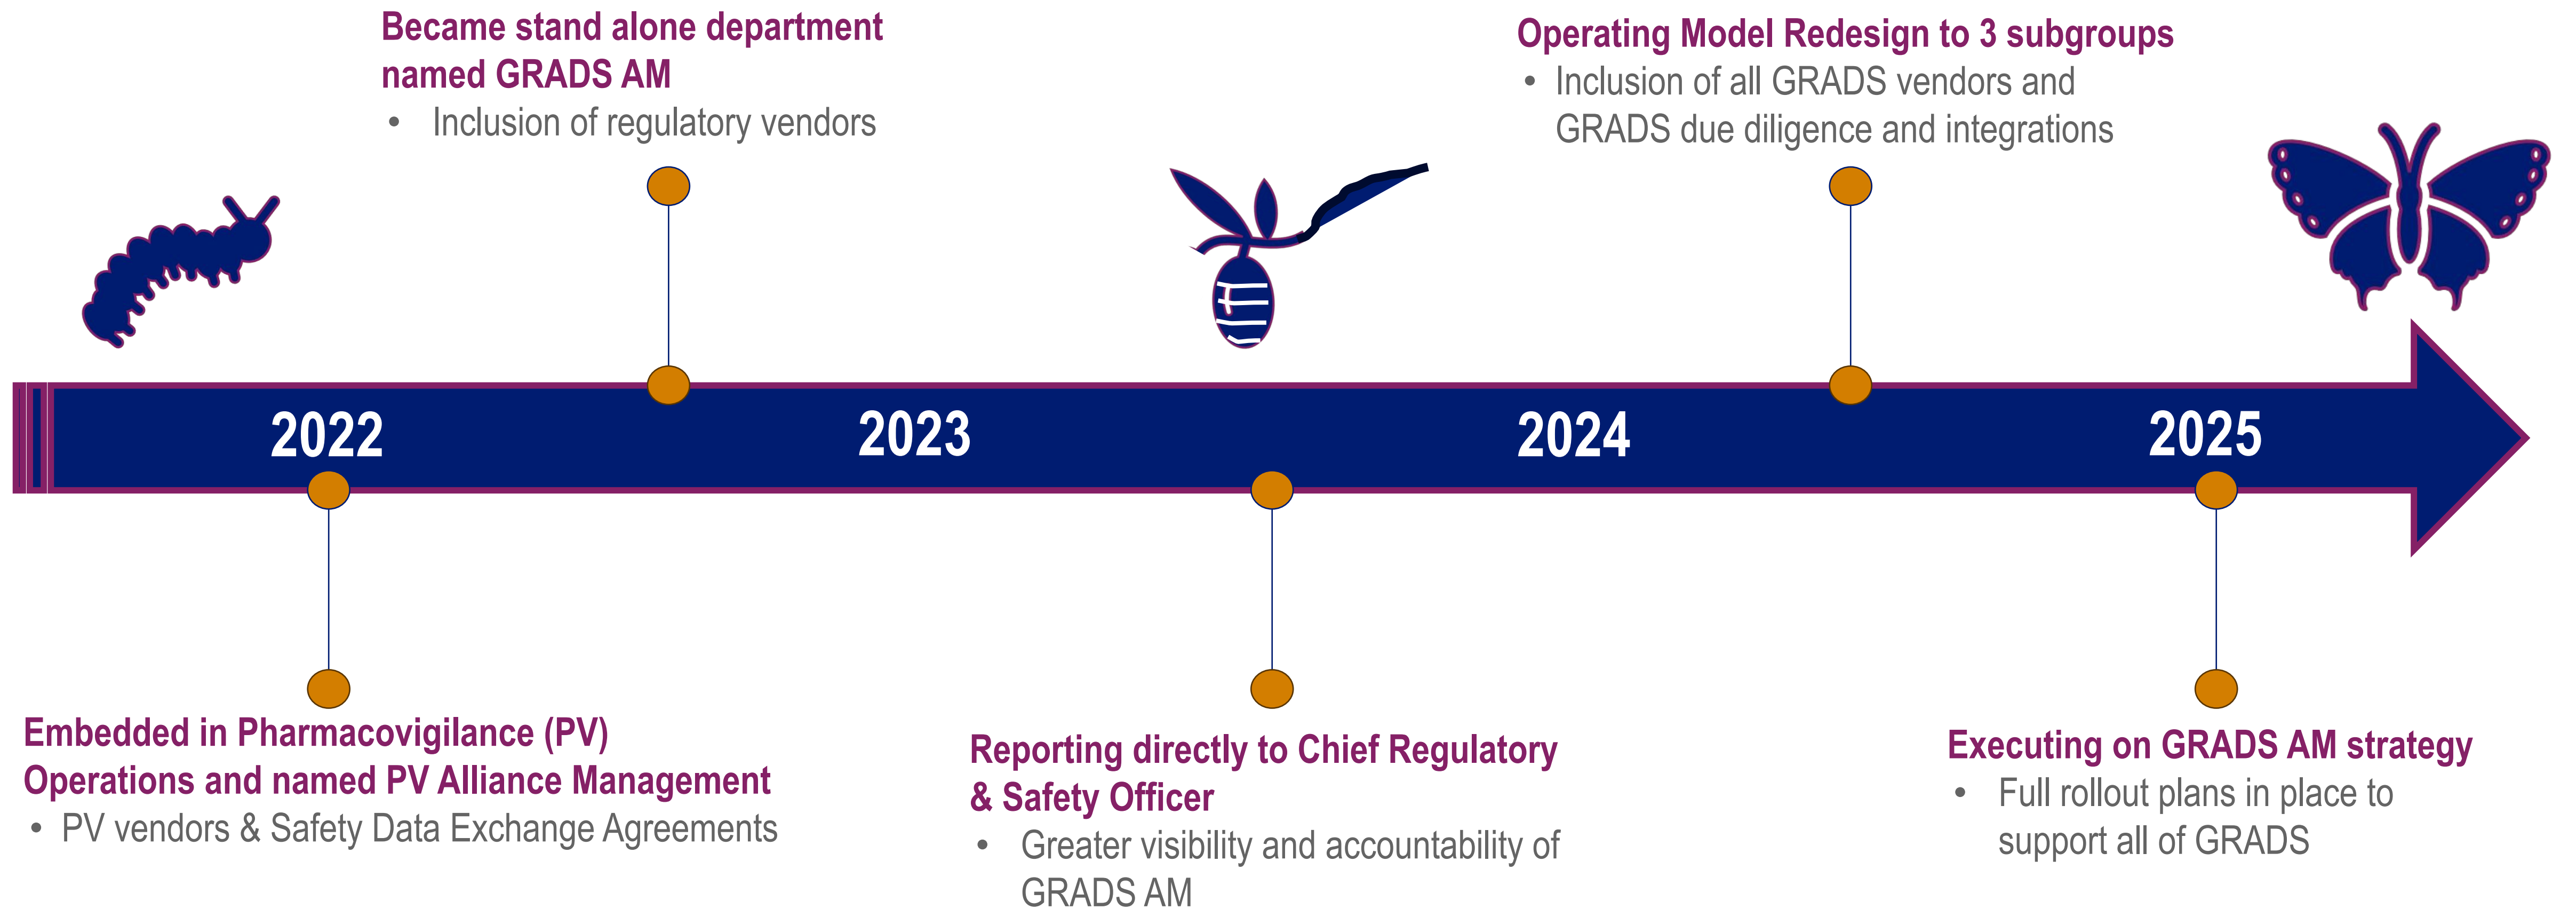 Became stand alone department
named GRADS AM
• Inclusion of regulatory vendors
Operating Model Redesign to 3 subgroups
• Inclusion of all GRADS vendors and
GRADS due diligence and integrations
2022
2023
2024
2025
Embedded in Pharmacovigilance (PV)
Operations and named PV Alliance Management
• PV vendors & Safety Data Exchange Agreements
Reporting directly to Chief Regulatory
& Safety Officer
• Greater visibility and accountability of
GRADS AM
Executing on GRADS AM strategy
• Full rollout plans in place to
support all of GRADS